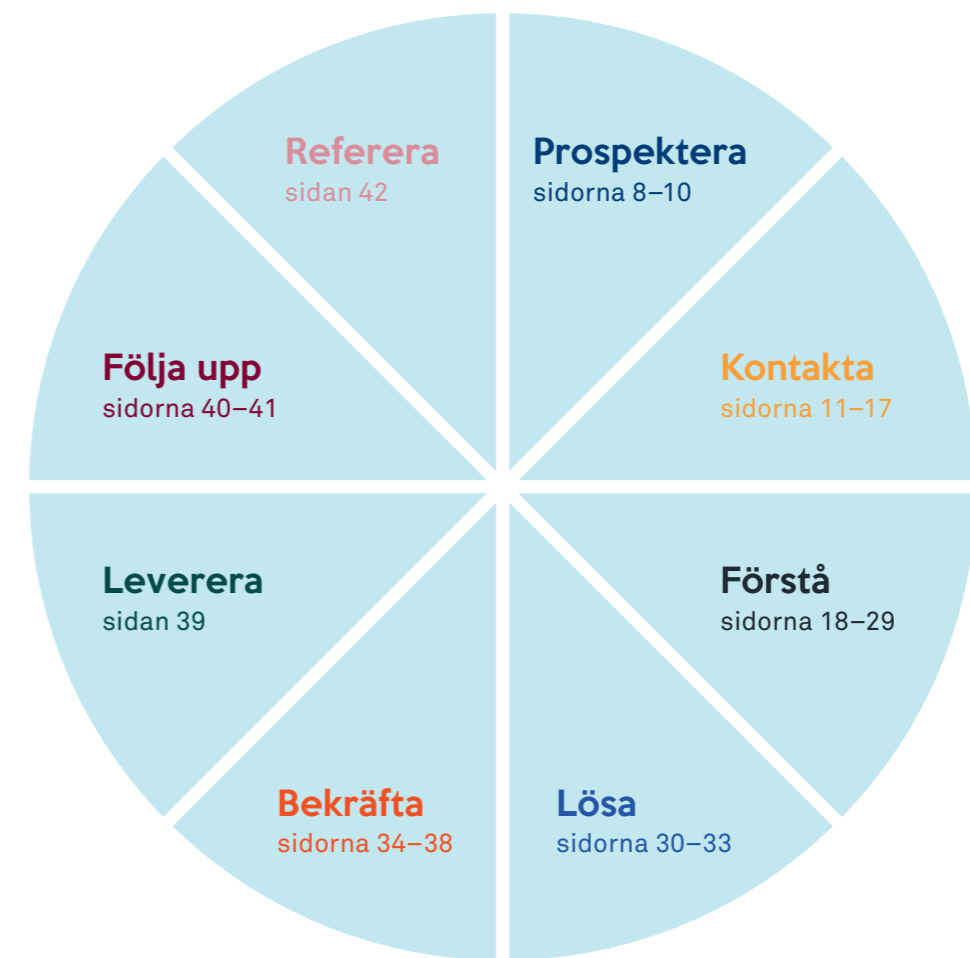 Prospektera
sidorna 8–10
Kontakta
sidorna 11–17
Förstå
sidorna 18–29
Lösa
sidorna 30–33
Bekräfta
sidorna 34–38
Leverera
sidan 39
Följa upp
sidorna 40–41
Referera
sidan 42